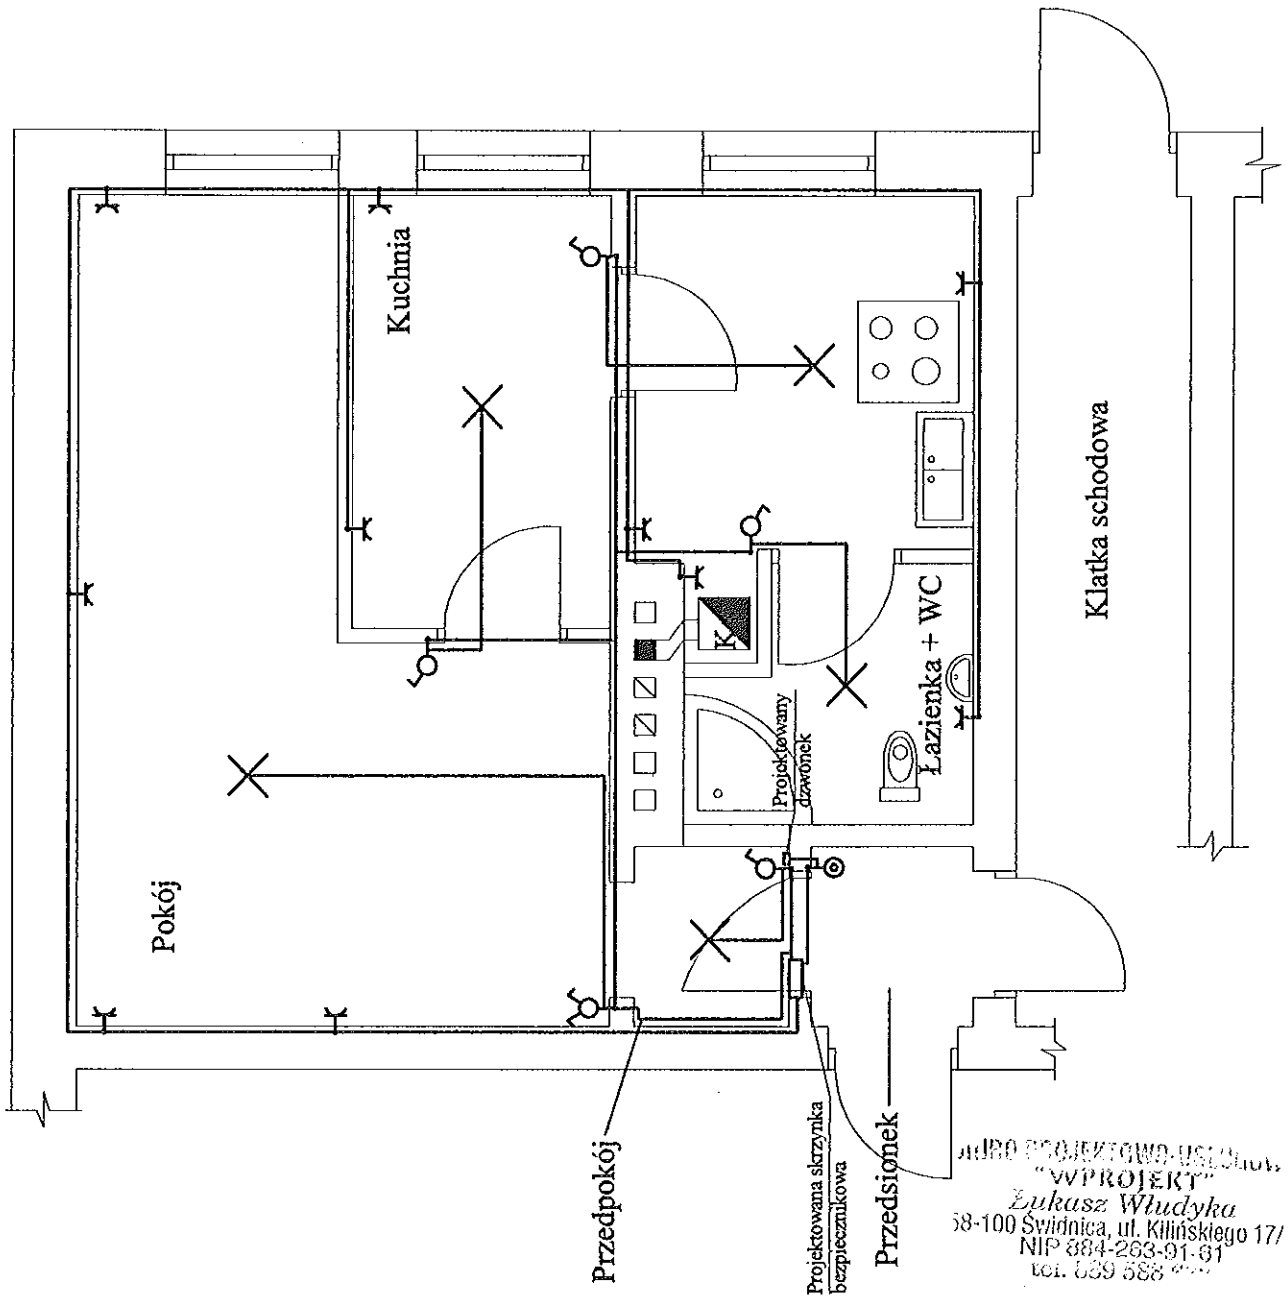 Pokój
Kuchnia
Łazienka + WC
Klatka schodowa
K
Projektowany
dzwonek
Przedpokój
Projektowana skrzynka
bezpiecznikowa
Przedsionek
"WPROJEKT"
Łukasz Włudyka
58-100 Świdnica, ul. Kilińskiego 17/
NIP 884-263-91-61
tel.